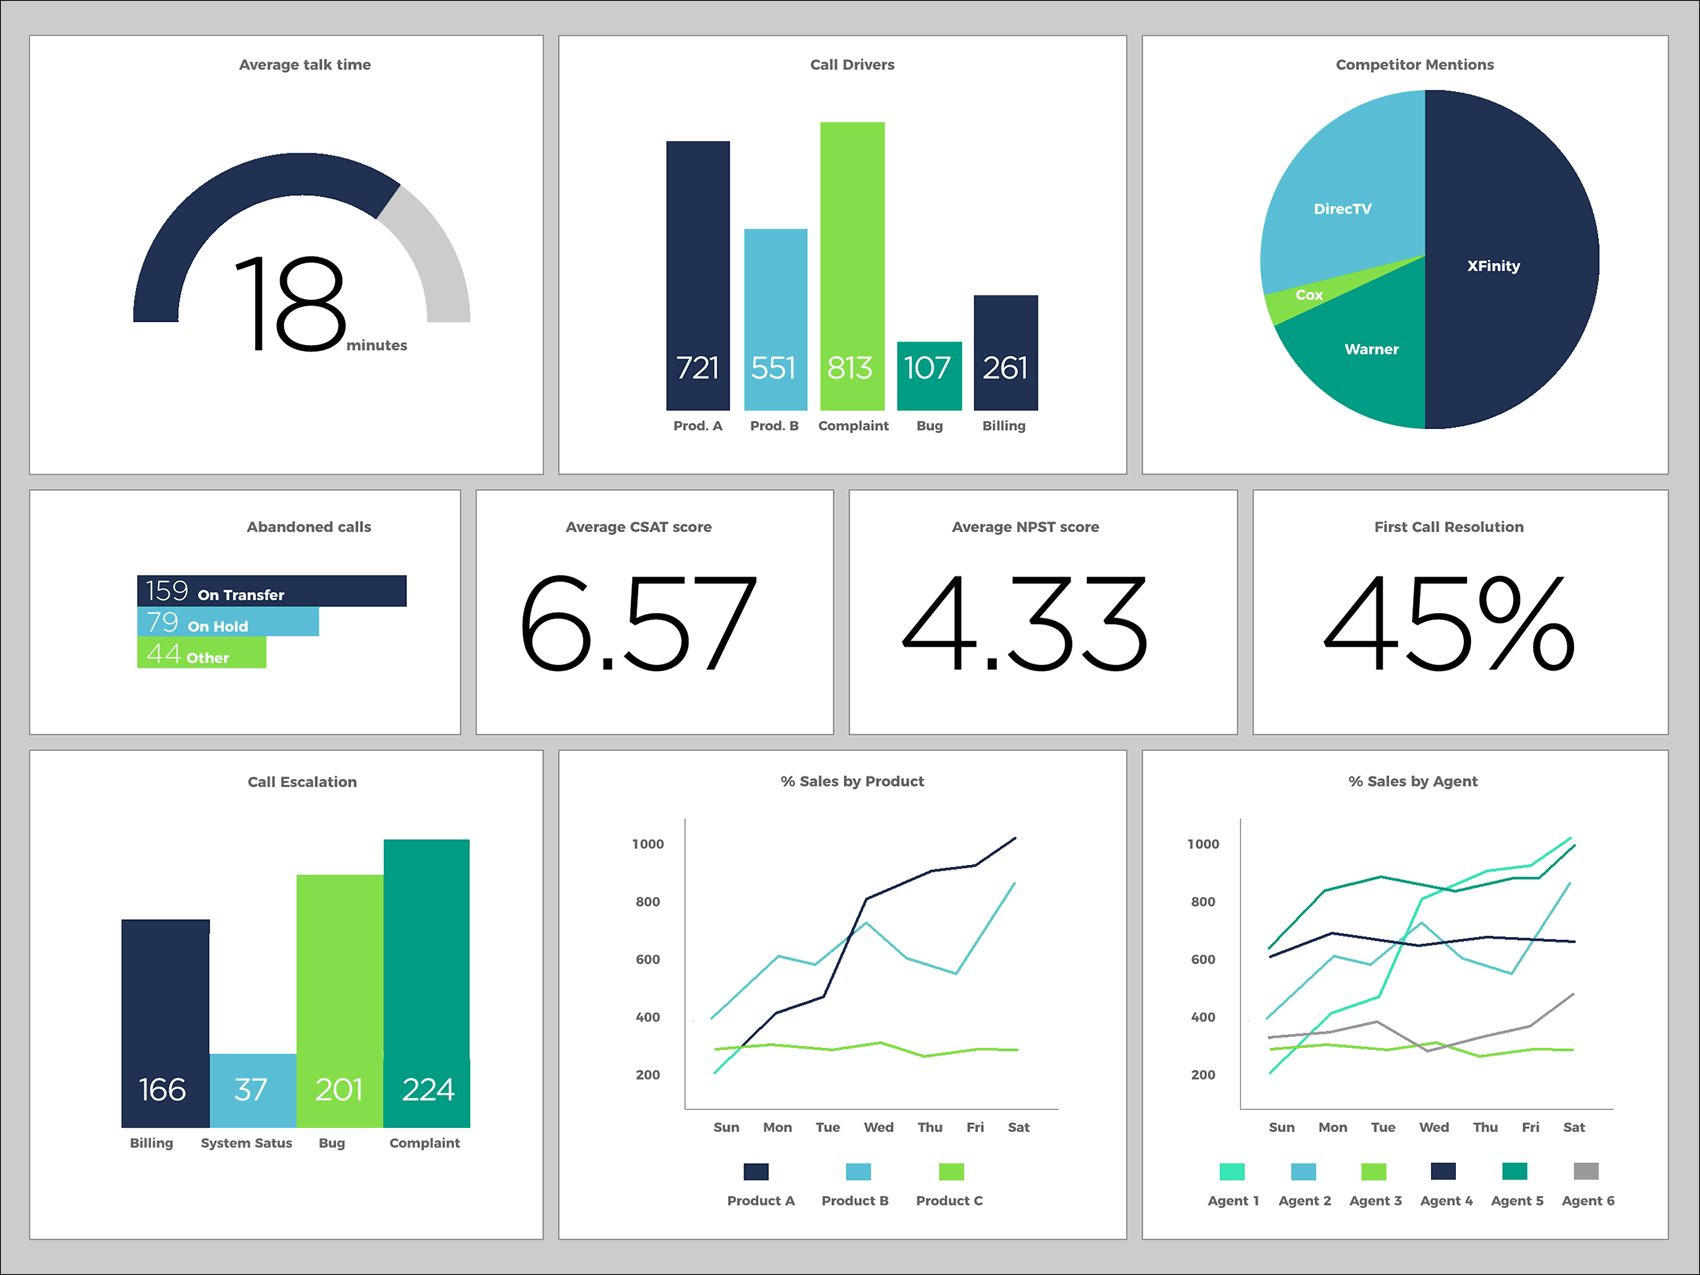 Average talk time
18
minutes
Call Drivers
721 551 813 107 261
Prod. A Prod. B Complaint Bug Billing
Competitor Mentions
DirecTV
XFinity
Cox
Warner
Abandoned calls
159 On Transfer
79 On Hold
44 Other
Average CSAT score
6.57
Average NPST score
4.33
First Call Resolution
45%
Call Escalation
166 37 201 224
Billing System Satus Bug Complaint
% Sales by Product
1000
800
600
400
200
Sun Mon Tue Wed Thu Fri Sat
Product A Product B Product C
% Sales by Agent
1000
800
600
400
200
Sun Mon Tue Wed Thu Fri Sat
Agent 1 Agent 2 Agent 3 Agent 4 Agent 5 Agent 6